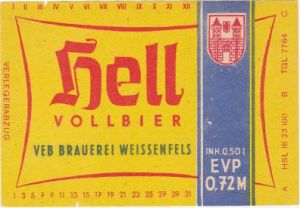 I II III IV V VI VII VIII IX X XI XII
Hell
VOLLBIER
VEB BRAUEREI WEISSENFELS
1 3 5 7 9 11 13 15 17 19 21 23 25 27 29 31
INH. 0,50 l
EVP
0,72 M
VERLEGERABZUG
A HSL 18 23 100 B TGL 7764 C